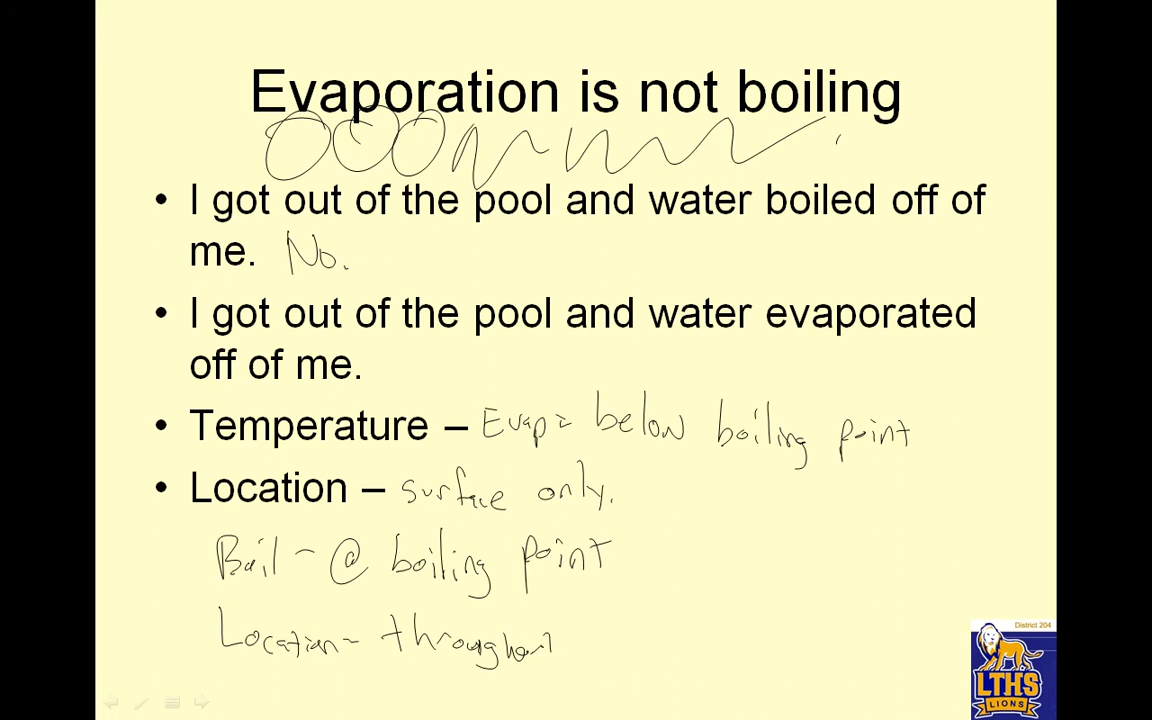 Evaporation is not boiling
• I got out of the pool and water boiled off of
me. No.
• I got out of the pool and water evaporated
off of me.
• Temperature – Evap = below boiling point
• Location – surface only.
Boil - @ boiling point
Location - throughout
District 204
LTHS
LIONS